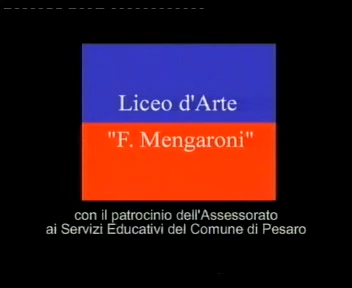 Liceo d'Arte
"F. Mengaroni"
con il patrocinio dell'Assessorato
ai Servizi Educativi del Comune di Pesaro